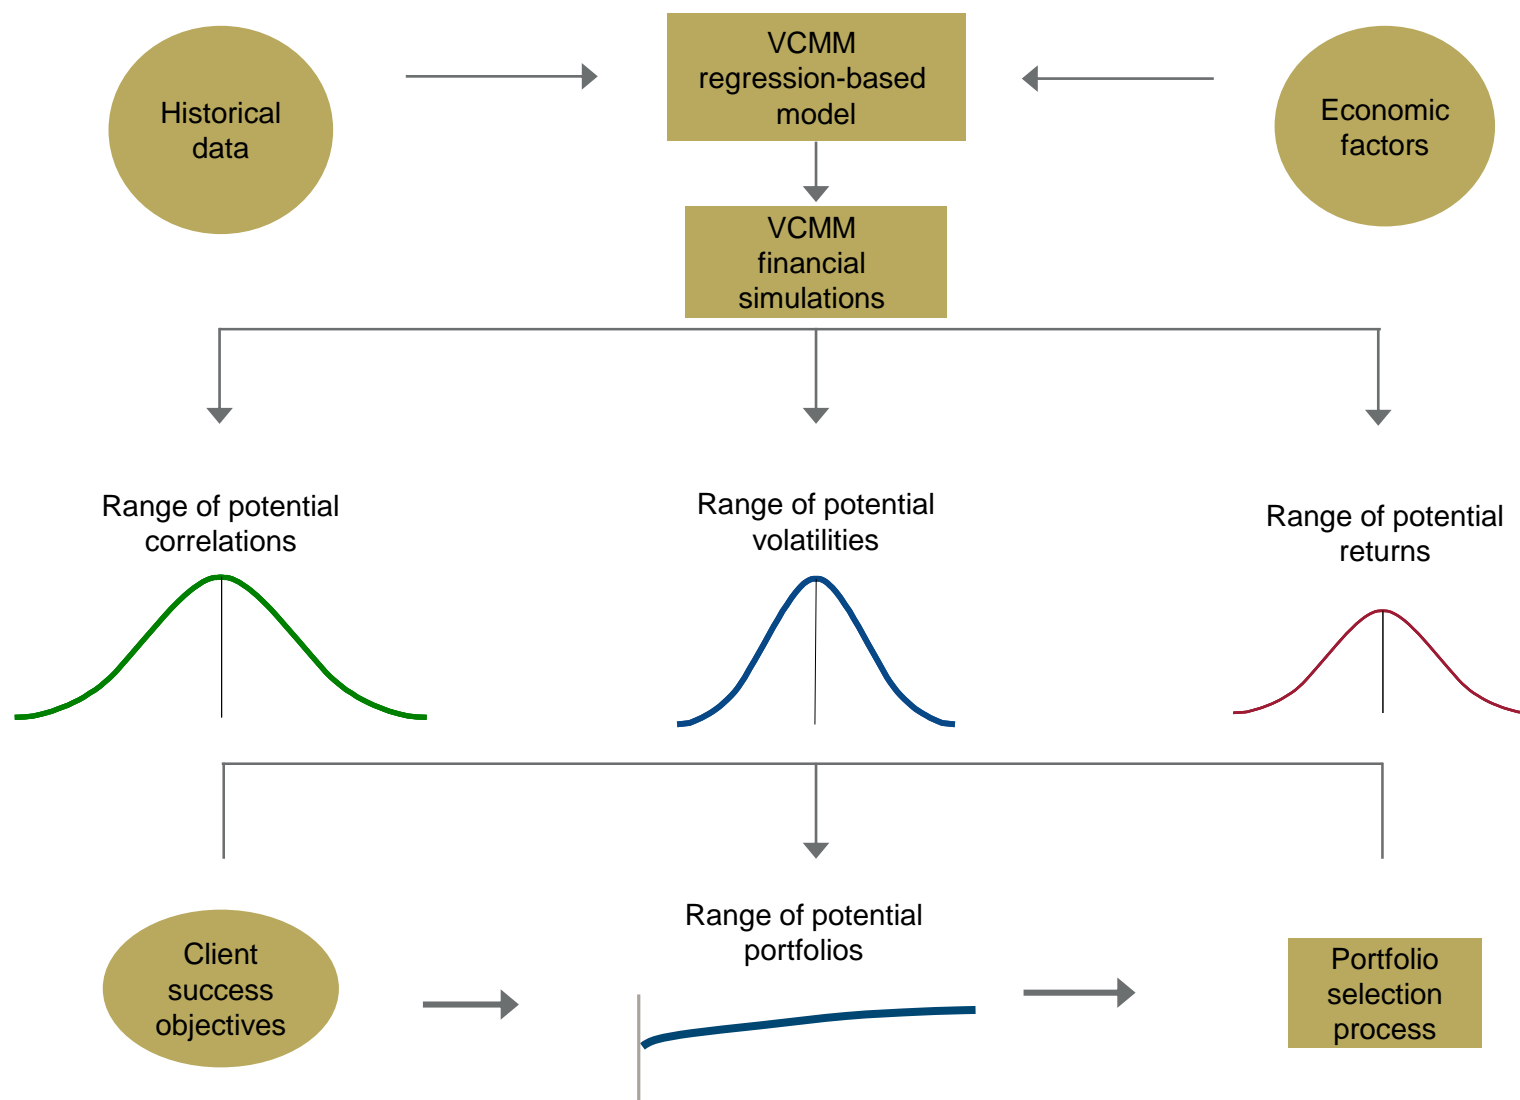 Historical
data
VCMM
regression-based
model
Economic
factors
VCMM
financial
simulations
Range of potential
correlations
Range of potential
volatilities
Range of potential
returns
Client
success
objectives
Range of potential
portfolios
Portfolio
selection
process